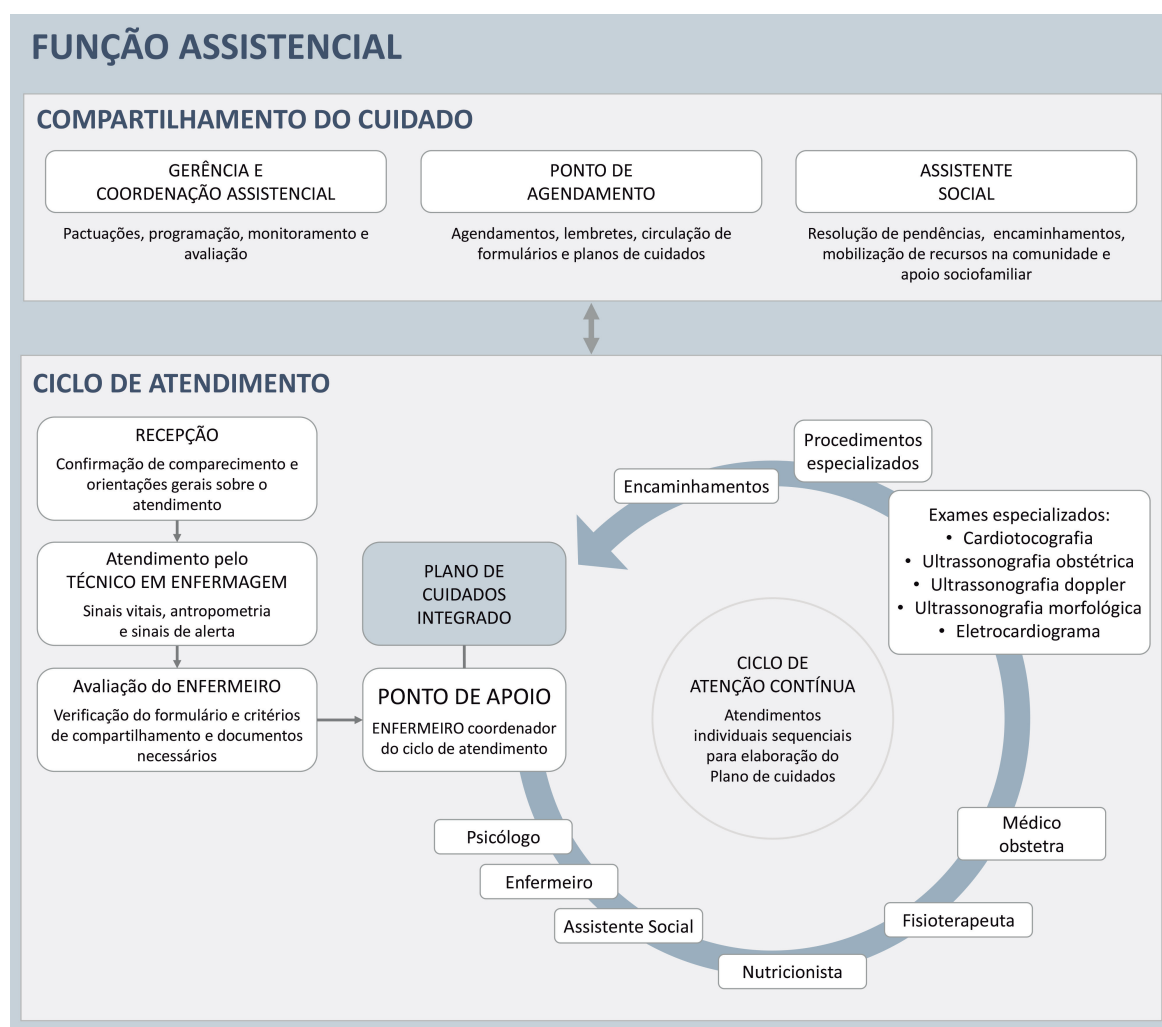 FUNÇÃO ASSISTENCIAL
COMPARTILHAMENTO DO CUIDADO
GERÊNCIA E
COORDENAÇÃO ASSISTENCIAL
Pactuações, programação, monitoramento e
avaliação
PONTO DE
AGENDAMENTO
Agendamentos, lembretes, circulação de
formulários e planos de cuidados
ASSISTENTE
SOCIAL
Resolução de pendências, encaminhamentos,
mobilização de recursos na comunidade e
apoio sociofamiliar
CICLO DE ATENDIMENTO
RECEPÇÃO
Confirmação de comparecimento e
orientações gerais sobre o
atendimento
Atendimento pelo
TÉCNICO EM ENFERMAGEM
Sinais vitais, antropometria
e sinais de alerta
Avaliação do ENFERMEIRO
Verificação do formulário e critérios
de compartilhamento e documentos
necessários
PLANO DE
CUIDADOS
INTEGRADO
PONTO DE APOIO
ENFERMEIRO coordenador
do ciclo de atendimento
CICLO DE
ATENÇÃO CONTÍNUA
Atendimentos
individuais sequenciais
para elaboração do
Plano de cuidados
Psicólogo
Enfermeiro
Assistente Social
Nutricionista
Fisioterapeuta
Médico
obstetra
Exames especializados:
• Cardiotocografia
• Ultrassonografia obstétrica
• Ultrassonografia doppler
• Ultrassonografia morfológica
• Eletrocardiograma
Procedimentos
especializados
Encaminhamentos